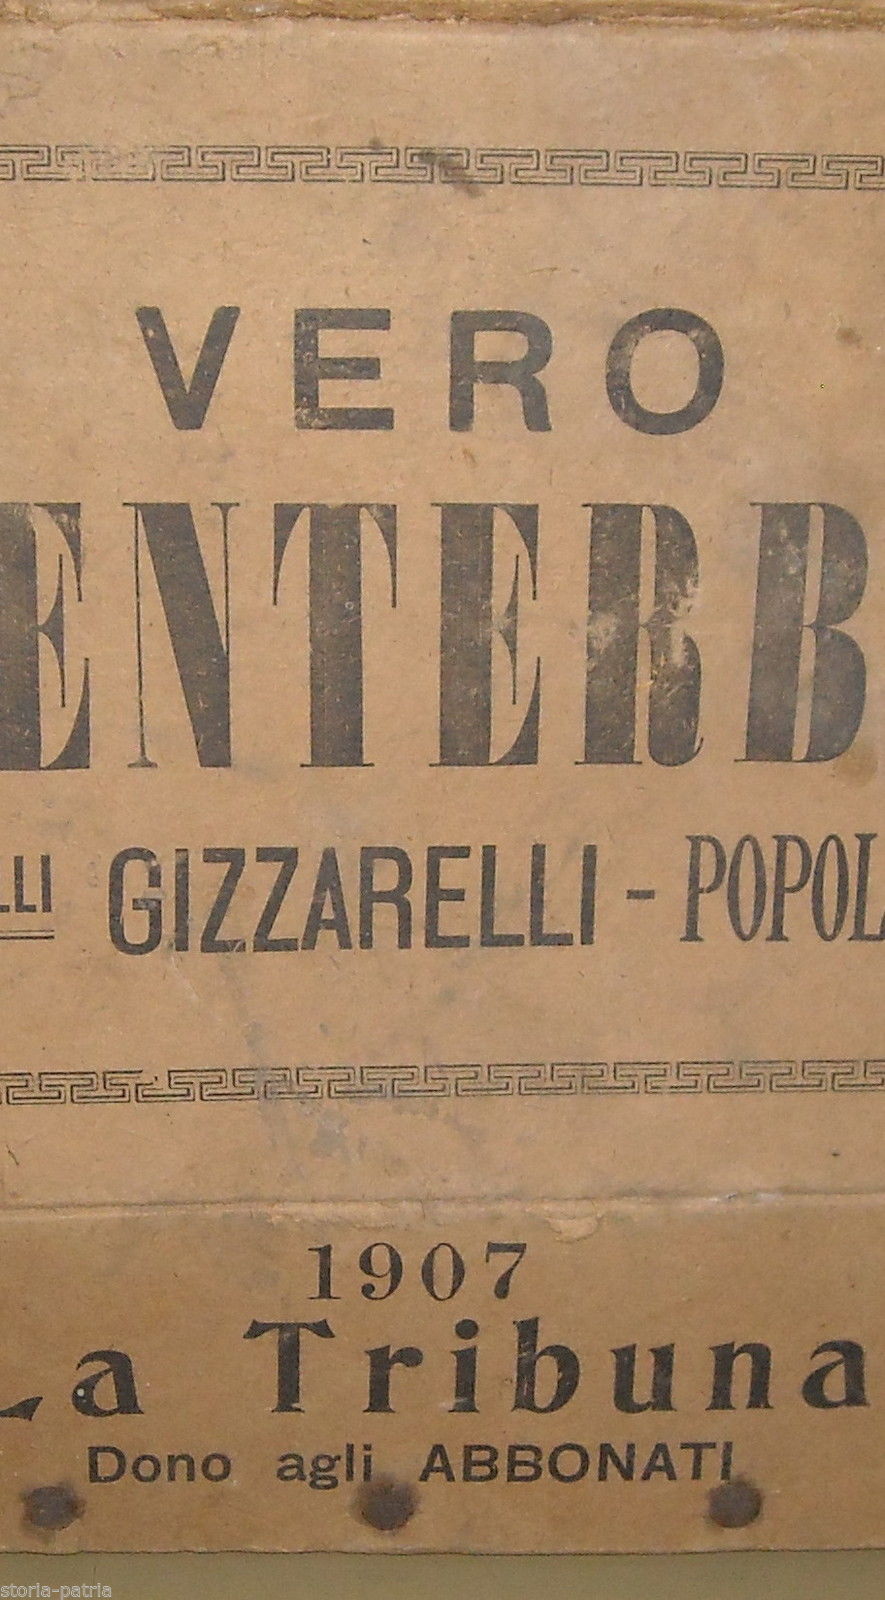 VERO
ENTERB
LLI GIZZARELLI - POPOL
1907
La Tribuna
Dono agli ABBONATI
storia-patria